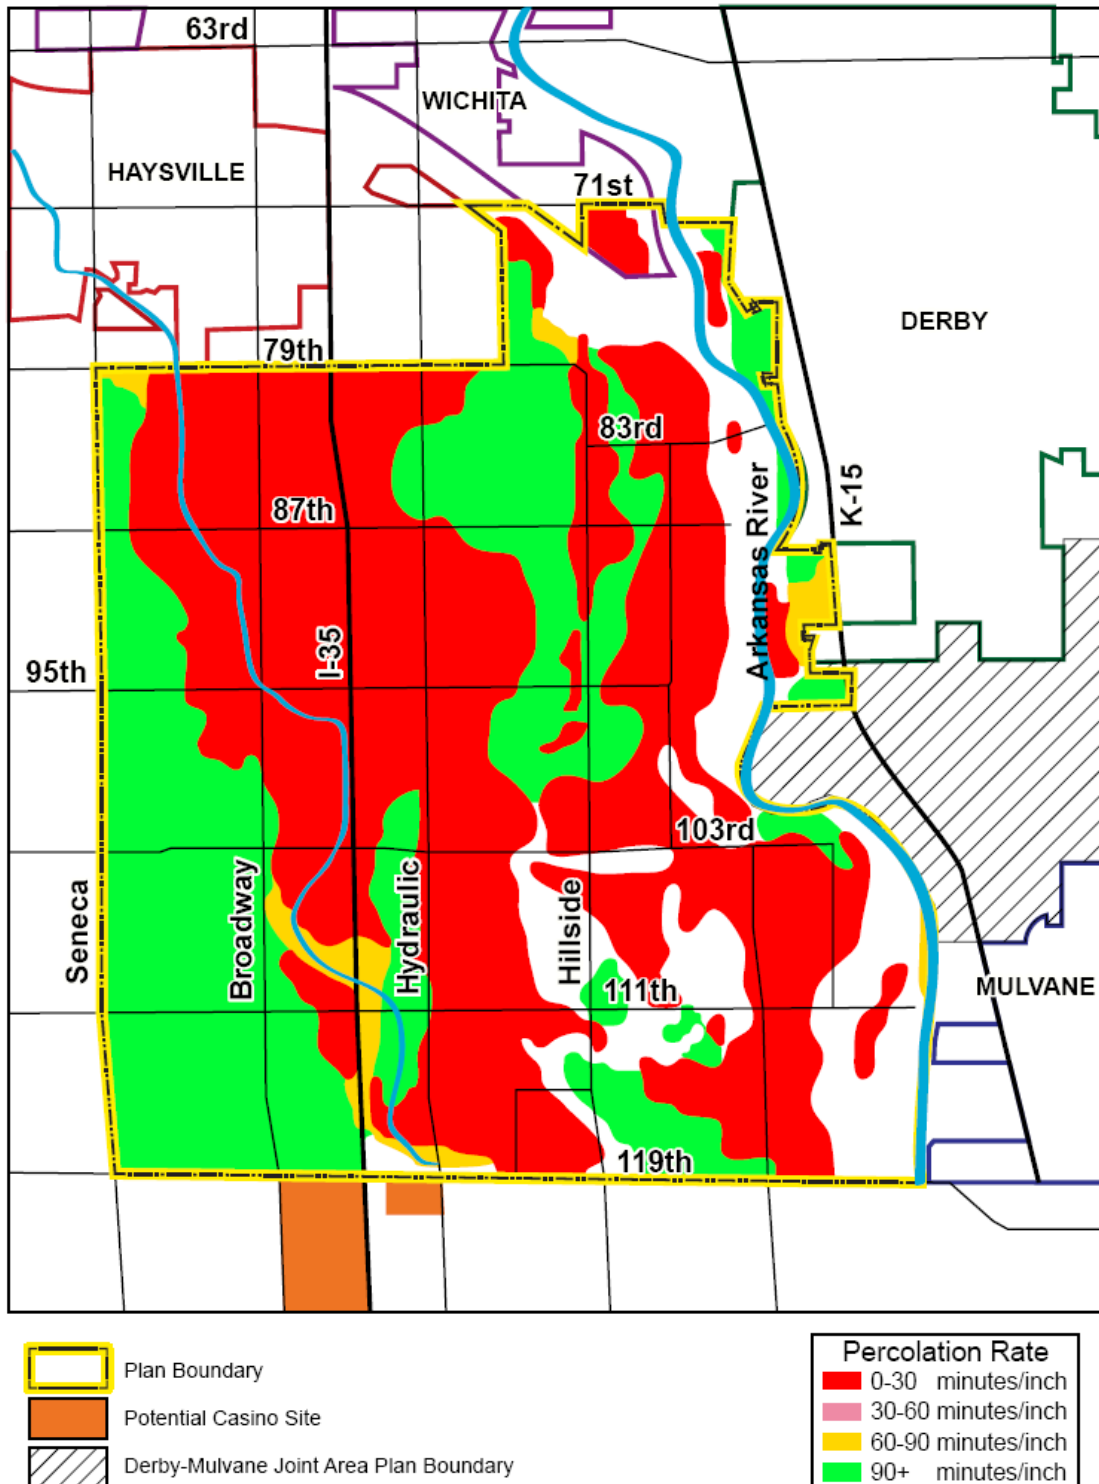 63rd
WICHITA
HAYSVILLE
71st
DERBY
79th
83rd
87th
Arkansas River
K-15
I-35
95th
103rd
Seneca
Broadway
Hydraulic
Hillside
111th
MULVANE
119th
Plan Boundary
Potential Casino Site
Derby-Mulvane Joint Area Plan Boundary
Percolation Rate
0-30 minutes/inch
30-60 minutes/inch
60-90 minutes/inch
90+ minutes/inch